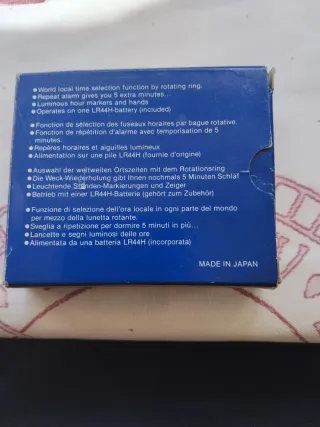 ● World local time selection function by rotating ring.
● Repeat alarm gives you 5 extra minutes...
● Luminous hour markers and hands
● Operates on one LR44H-battery (included)
● Fonction de sélection des fuseaux horaires par bague rotative.
● Fonction de répétition d'alarme avec temporisation de 5
minutes.
● Repères horaires et aiguilles lumineux
● Alimentation sur une pile LR44H (fournie d'origine)
● Auswahl der weltweiten Ortszeiten mit dem Rotationsring
● Die Weck-Wiederholung gibt Ihnen nochmals 5 Minuten Schlaf
● Leuchtende Stunden-Markierungen und Zeiger
● Betrieb mit einer LR44H-Batterie (gehört zum Zubehör)
● Funzione di selezione dell'ora locale in ogni parte del mondo
per mezzo della lunetta rotante.
● Sveglia a ripetizione per dormire 5 minuti in più...
● Lancette e segni luminosi delle ore
● Alimentata da una batteria LR44H (incorporata)
MADE IN JAPAN